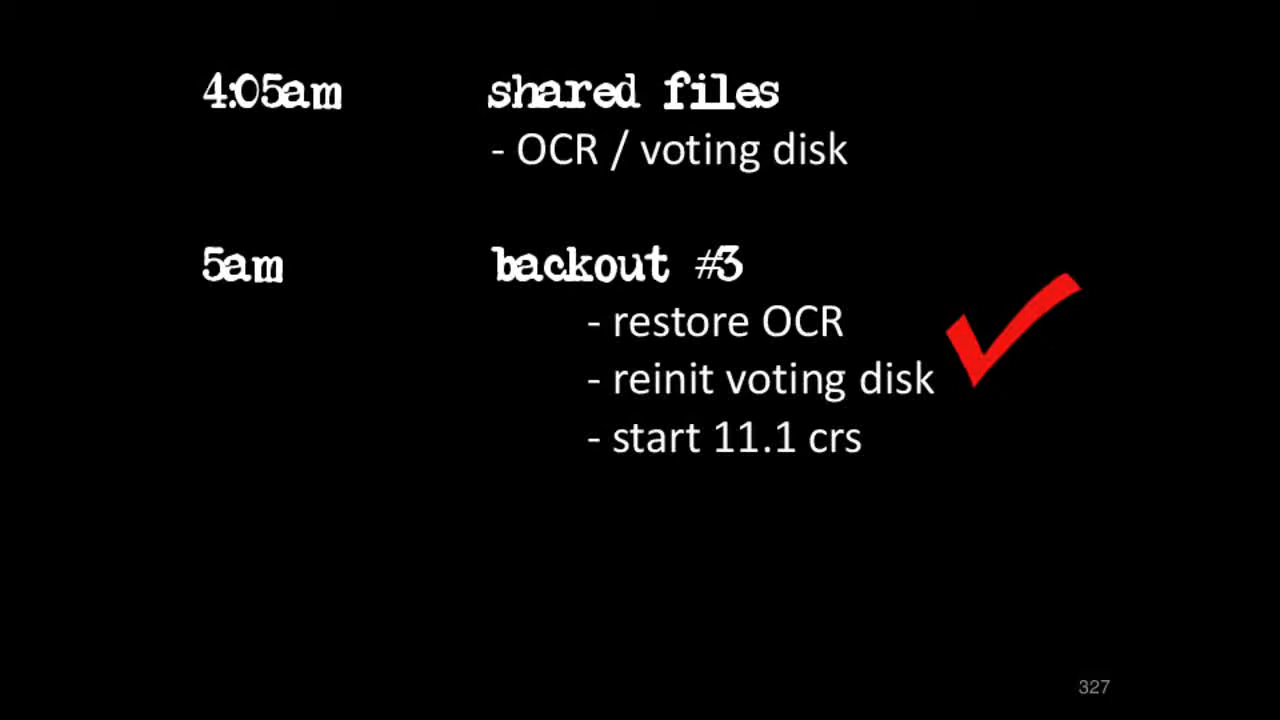 4:05am shared files
- OCR / voting disk
5am backout #3
- restore OCR
- reinit voting disk
- start 11.1 crs
327